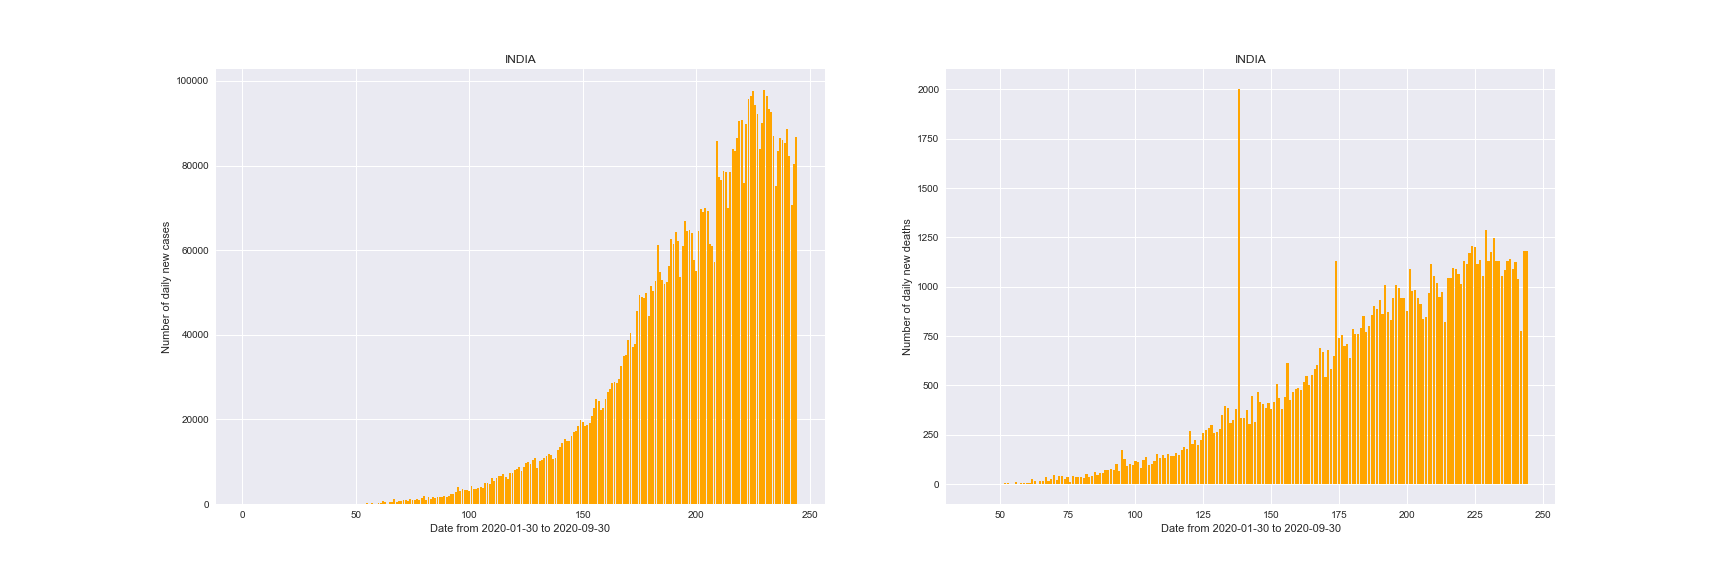 INDIA
100000
80000
60000
40000
20000
0
Number of daily new cases
0 50 100 150 200 250
Date from 2020-01-30 to 2020-09-30
INDIA
2000
1750
1500
1250
1000
750
500
250
0
Number of daily new deaths
50 75 100 125 150 175 200 225 250
Date from 2020-01-30 to 2020-09-30